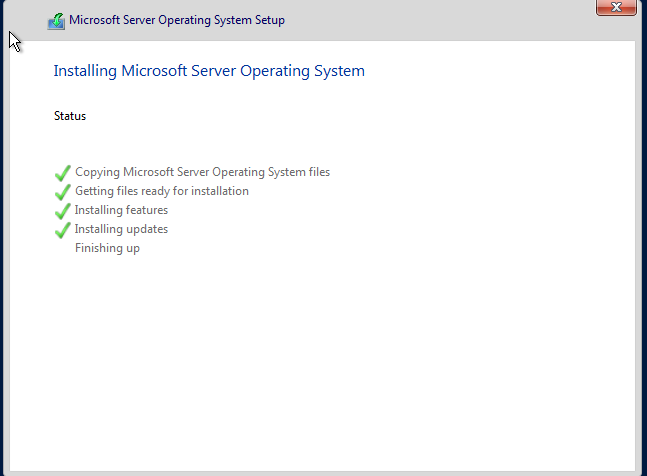 Microsoft Server Operating System Setup
Installing Microsoft Server Operating System
Status
Copying Microsoft Server Operating System files
Getting files ready for installation
Installing features
Installing updates
Finishing up